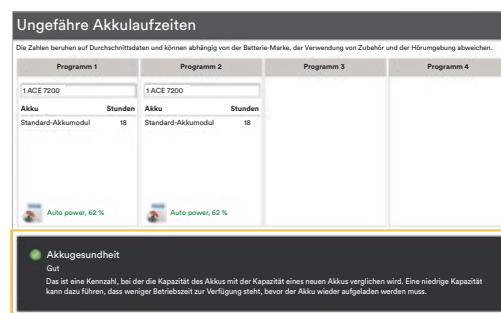 Ungefähre Akkulaufzeiten
Die Zahlen beruhen auf Durchschnittsdaten und können abhängig von der Batterie-Marke, der Verwendung von Zubehör und der Hörumgebung abweichen.
Programm 1 Programm 2 Programm 3 Programm 4
1 ACE 7200 1 ACE 7200
Akku Stunden Akku Stunden
Standard-Akkumodul 18 Standard-Akkumodul 18
Auto power, 62 % Auto power, 62 %
Akkugesundheit
Gut
Das ist eine Kennzahl, bei der die Kapazität des Akkus mit der Kapazität eines neuen Akkus verglichen wird. Eine niedrige Kapazität
kann dazu führen, dass weniger Betriebszeit zur Verfügung steht, bevor der Akku wieder aufgeladen werden muss.